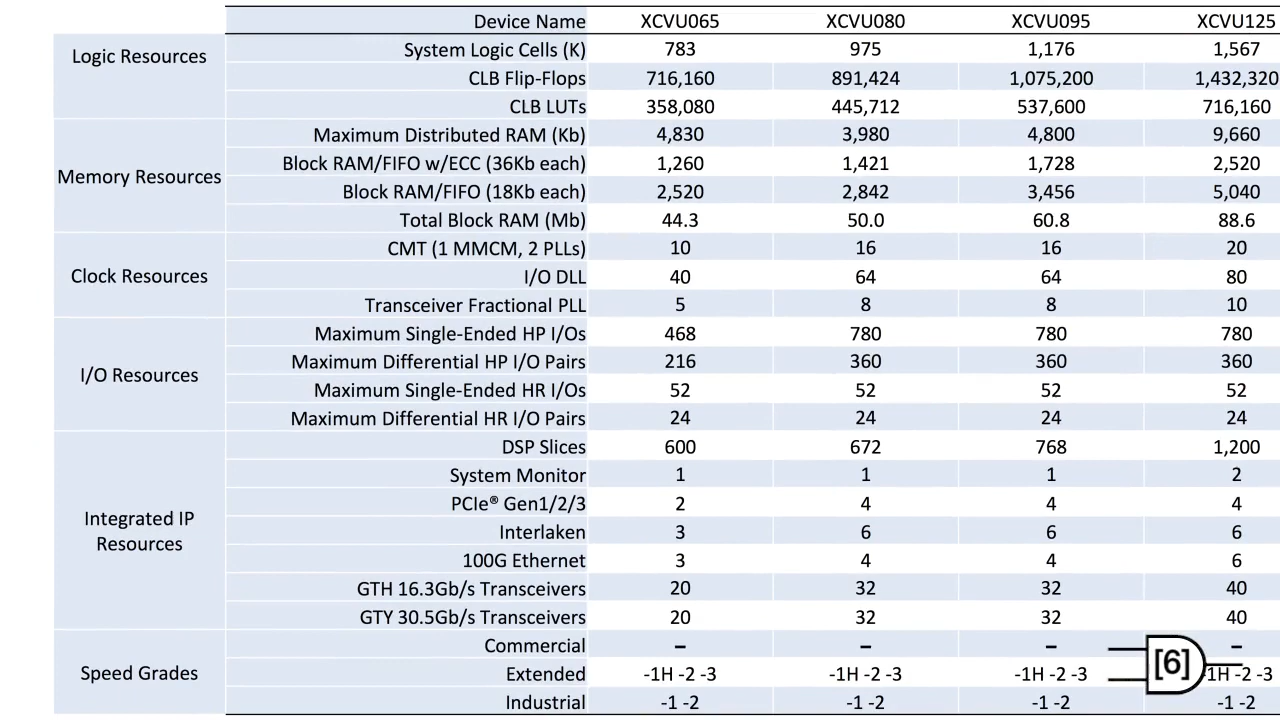 Device Name XCVU065 XCVU080 XCVU095 XCVU125
Logic Resources
System Logic Cells (K) 783 975 1,176 1,567
CLB Flip-Flops 716,160 891,424 1,075,200 1,432,320
CLB LUTs 358,080 445,712 537,600 716,160
Memory Resources
Maximum Distributed RAM (Kb) 4,830 3,980 4,800 9,660
Block RAM/FIFO w/ECC (36Kb each) 1,260 1,421 1,728 2,520
Block RAM/FIFO (18Kb each) 2,520 2,842 3,456 5,040
Total Block RAM (Mb) 44.3 50.0 60.8 88.6
Clock Resources
CMT (1 MMCM, 2 PLLs) 10 16 16 20
I/O DLL 40 64 64 80
Transceiver Fractional PLL 5 8 8 10
I/O Resources
Maximum Single-Ended HP I/Os 468 780 780 780
Maximum Differential HP I/O Pairs 216 360 360 360
Maximum Single-Ended HR I/Os 52 52 52 52
Maximum Differential HR I/O Pairs 24 24 24 24
Integrated IP
Resources
DSP Slices 600 672 768 1,200
System Monitor 1 1 1 2
PCIe® Gen1/2/3 2 4 4 4
Interlaken 3 6 6 6
100G Ethernet 3 4 4 6
GTH 16.3Gb/s Transceivers 20 32 32 40
GTY 30.5Gb/s Transceivers 20 32 32 40
Speed Grades
Commercial – – – –
Extended -1H -2 -3 -1H -2 -3 -1H -2 -3 1H -2 -3
Industrial -1 -2 -1 -2 -1 -2 -1 -2
[6]